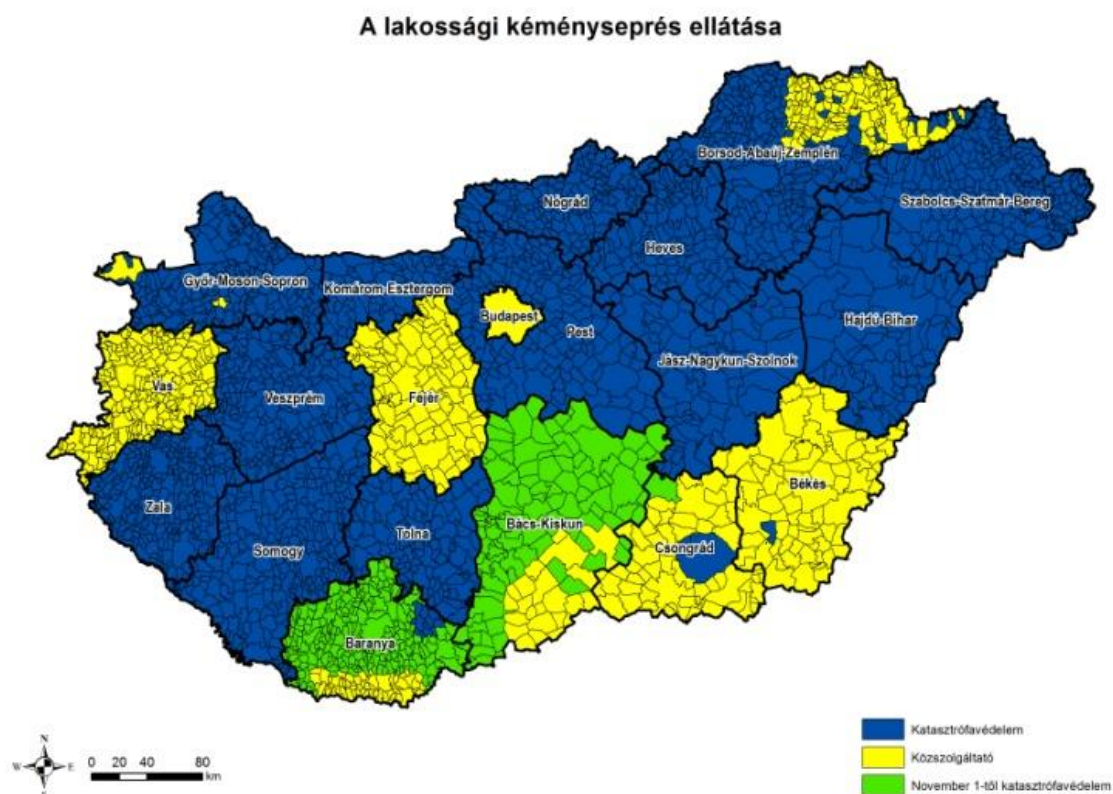 A lakossági kéményseprés ellátása
Borsod-Abaúj-Zemplén
Szabolcs-Szatmár-Bereg
Nógrád
Heves
Győr-Moson-Sopron
Komárom Esztergom
Budapest
Pest
Hajdú-Bihar
Jász-Nagykun-Szolnok
Vas
Veszprém
Fejér
Békés
Zala
Bács-Kiskun
Tolna
Csongrád
Somogy
Baranya
N
W E
S
0 20 40 80
km
Katasztrófavédelem
Közszolgáltató
November 1-től katasztrófavédelem